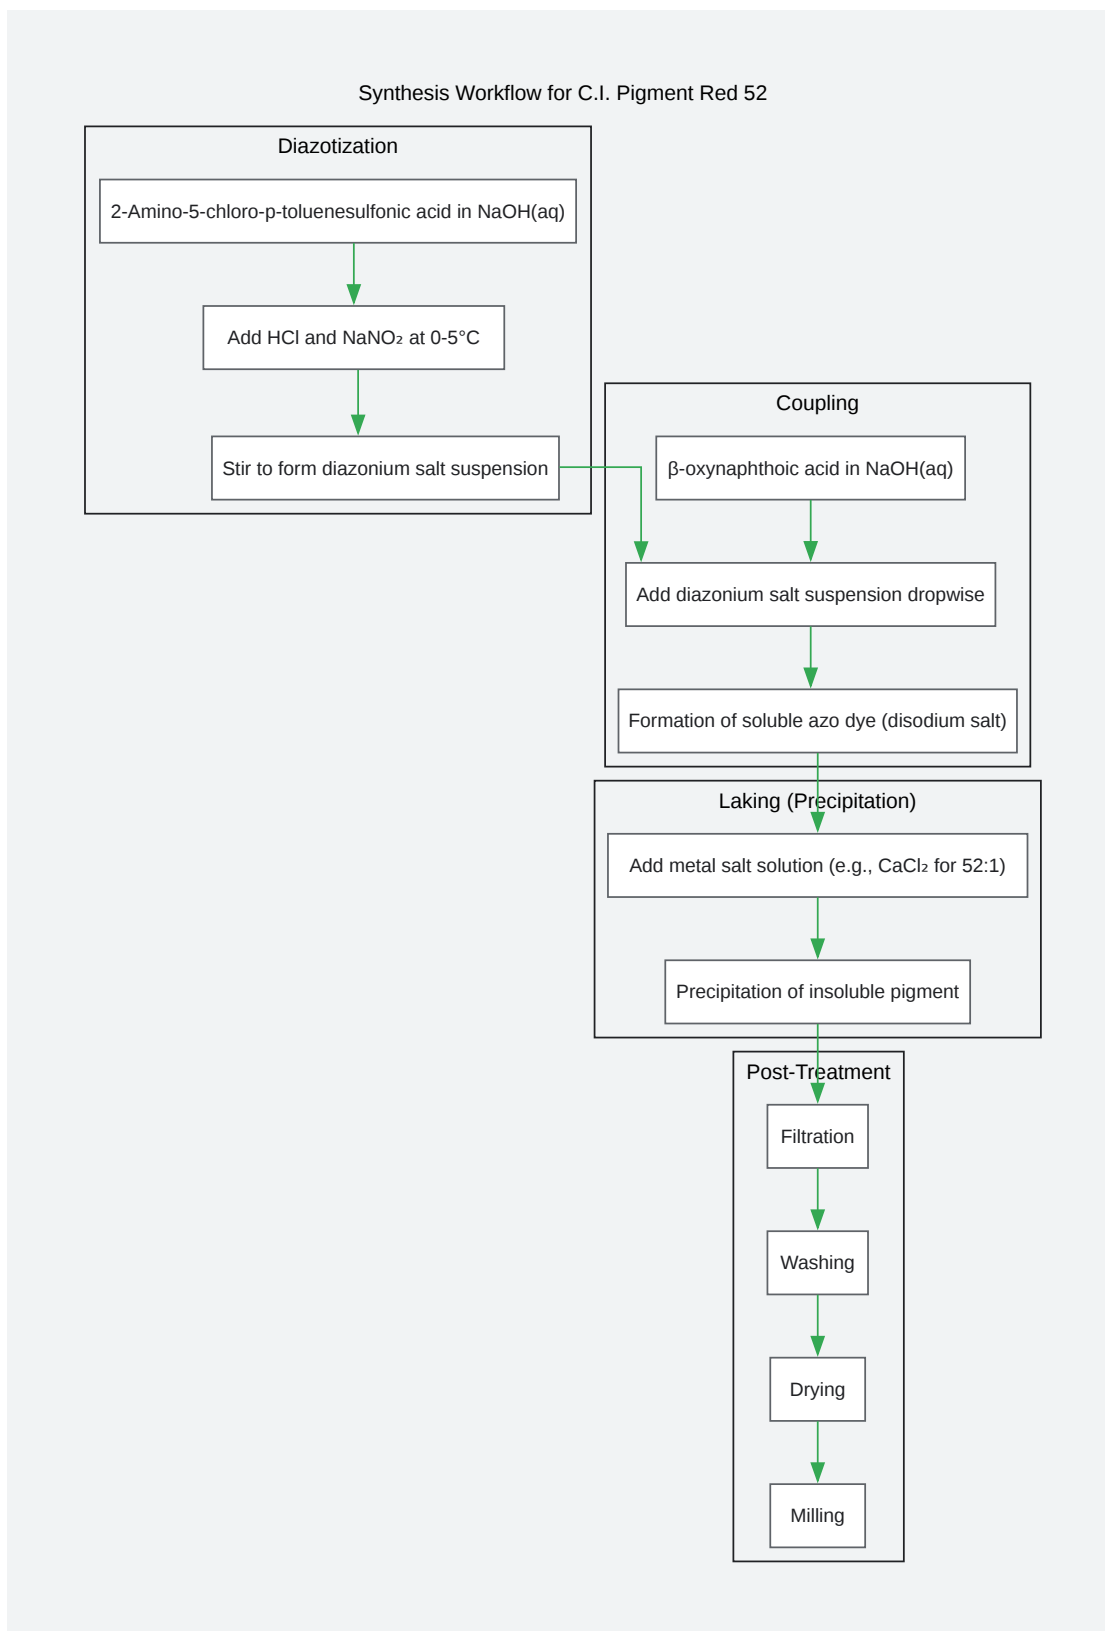 Synthesis Workflow for C.I. Pigment Red 52
Diazotization
2-Amino-5-chloro-p-toluenesulfonic acid in NaOH(aq)
Add HCl and NaNO₂ at 0-5°C
Stir to form diazonium salt suspension
Coupling
β-oxynaphthoic acid in NaOH(aq)
Add diazonium salt suspension dropwise
Formation of soluble azo dye (disodium salt)
Laking (Precipitation)
Add metal salt solution (e.g., CaCl₂ for 52:1)
Precipitation of insoluble pigment
Post-Treatment
Filtration
Washing
Drying
Milling